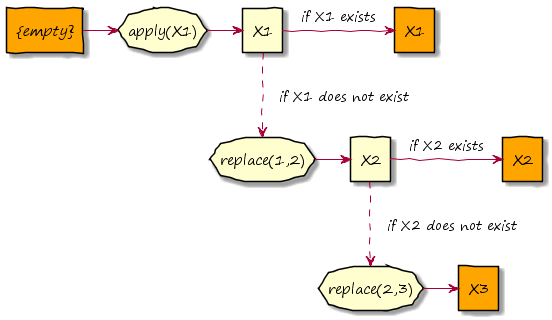 {empty}
apply(X1)
X1
if X1 exists
X1
if X1 does not exist
replace(1,2)
X2
if X2 exists
X2
if X2 does not exist
replace(2,3)
X3